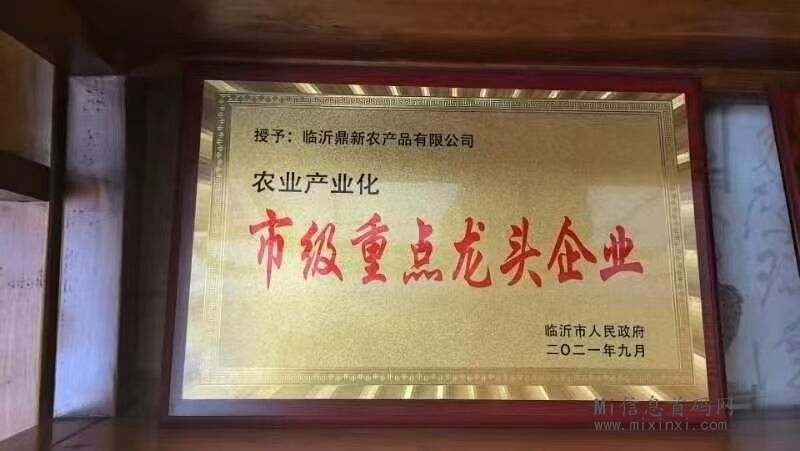 授予：临沂鼎新农产品有限公司
农业产业化
市级重点龙头企业
临沂市人民政府
二〇二一年九月
Mi信息首码网
www.mixinxi.com